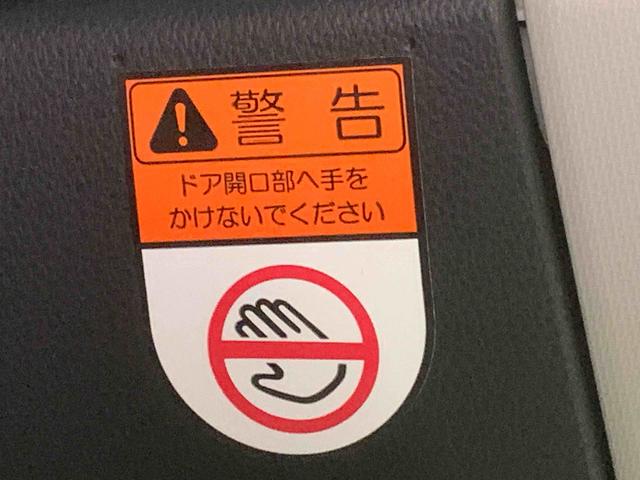 警告
ドア開口部へ手を
かけないでください